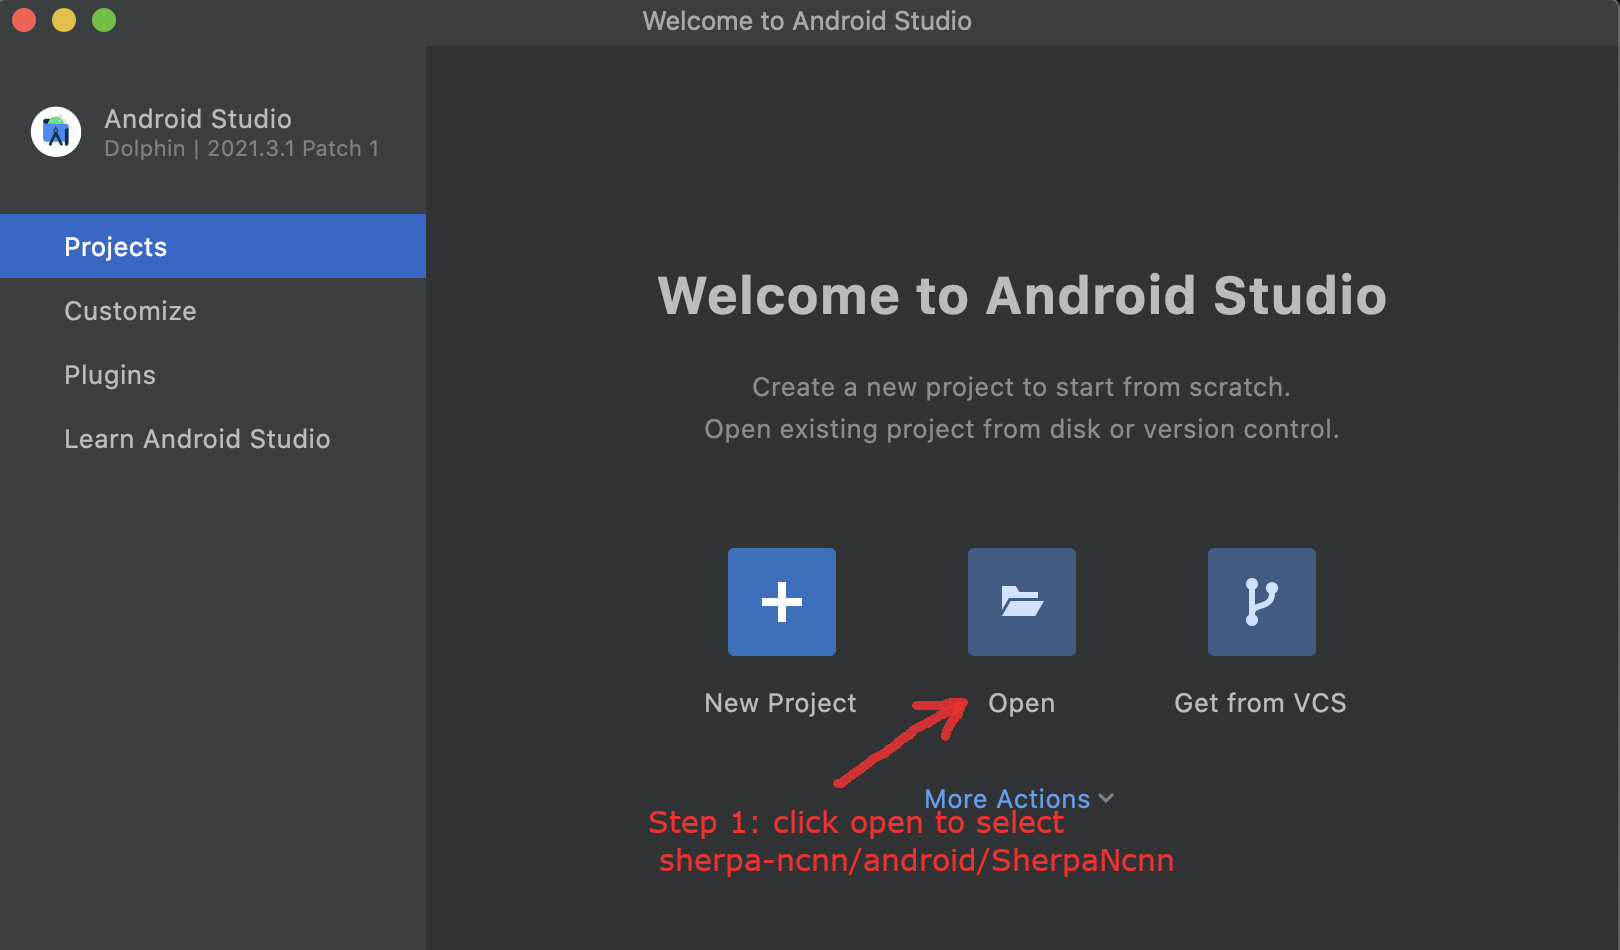 Welcome to Android Studio
Android Studio
Dolphin | 2021.3.1 Patch 1
Projects
Customize
Plugins
Learn Android Studio
Welcome to Android Studio
Create a new project to start from scratch.
Open existing project from disk or version control.
New Project
Open
Get from VCS
More Actions
Step 1: click open to select
sherpa-ncnn/android/SherpaNcnn